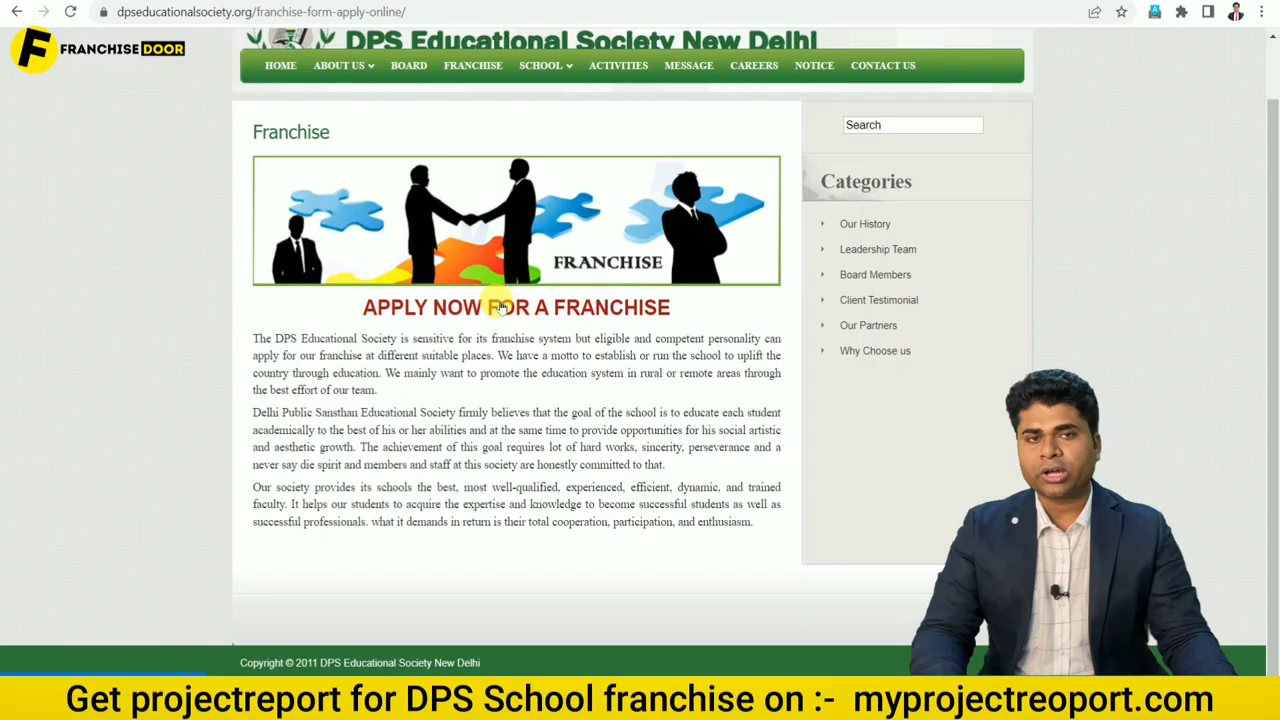 dpseducationalsociety.org/franchise-form-apply-online/
F FRANCHISEDOOR
DPS Educational Society New Delhi
HOME ABOUT US BOARD FRANCHISE SCHOOL ACTIVITIES MESSAGE CAREERS NOTICE CONTACT US
Franchise
FRANCHISE
APPLY NOW FOR A FRANCHISE
The DPS Educational Society is sensitive for its franchise system but eligible and competent personality can
apply for our franchise at different suitable places. We have a motto to establish or run the school to uplift the
country through education. We mainly want to promote the education system in rural or remote areas through
the best effort of our team.
Delhi Public Sansthan Educational Society firmly believes that the goal of the school is to educate each student
academically to the best of his or her abilities and at the same time to provide opportunities for his social artistic
and aesthetic growth. The achievement of this goal requires lot of hard works, sincerity, perseverance and a
never say die spirit and members and staff at this society are honestly committed to that.
Our society provides its schools the best, most well-qualified, experienced, efficient, dynamic, and trained
faculty. It helps our students to acquire the expertise and knowledge to become successful students as well as
successful professionals. what it demands in return is their total cooperation, participation, and enthusiasm.
Search
Categories
Our History
Leadership Team
Board Members
Client Testimonial
Our Partners
Why Choose us
Copyright © 2011 DPS Educational Society New Delhi
Get projectreport for DPS School franchise on :- myprojectreoport.com